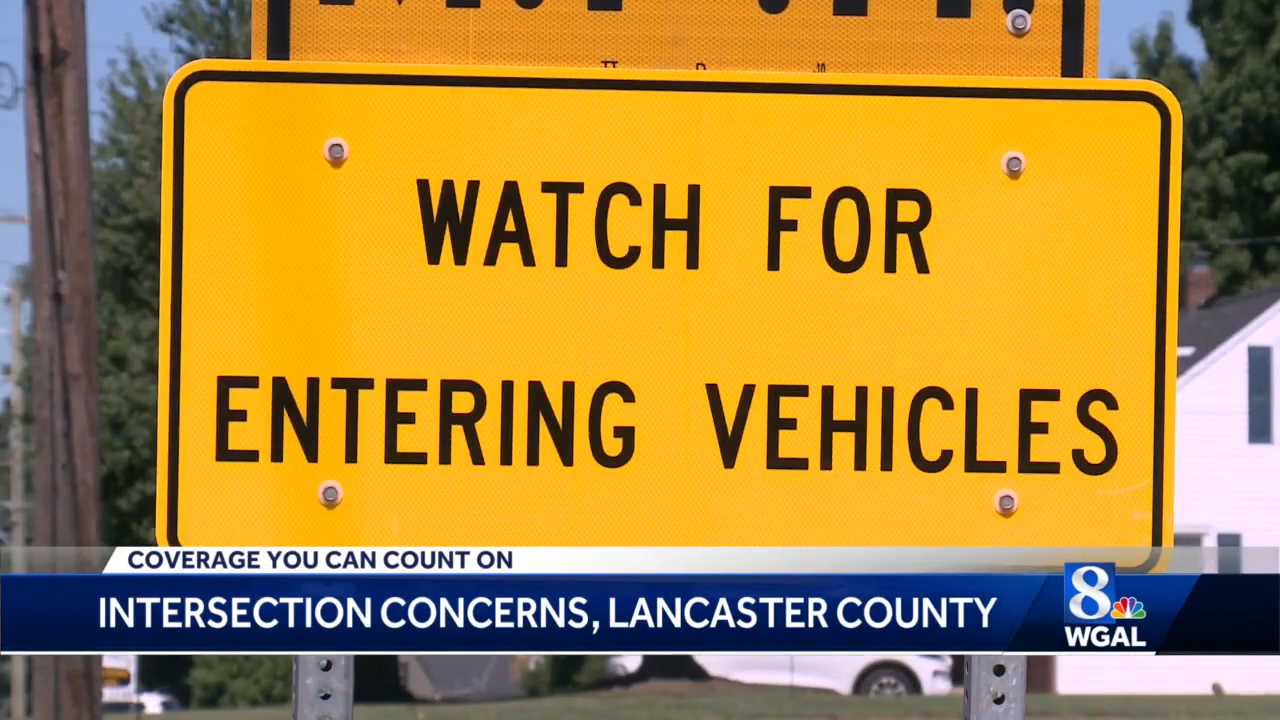 WATCH FOR
ENTERING VEHICLES
COVERAGE YOU CAN COUNT ON
INTERSECTION CONCERNS, LANCASTER COUNTY
8
WGAL